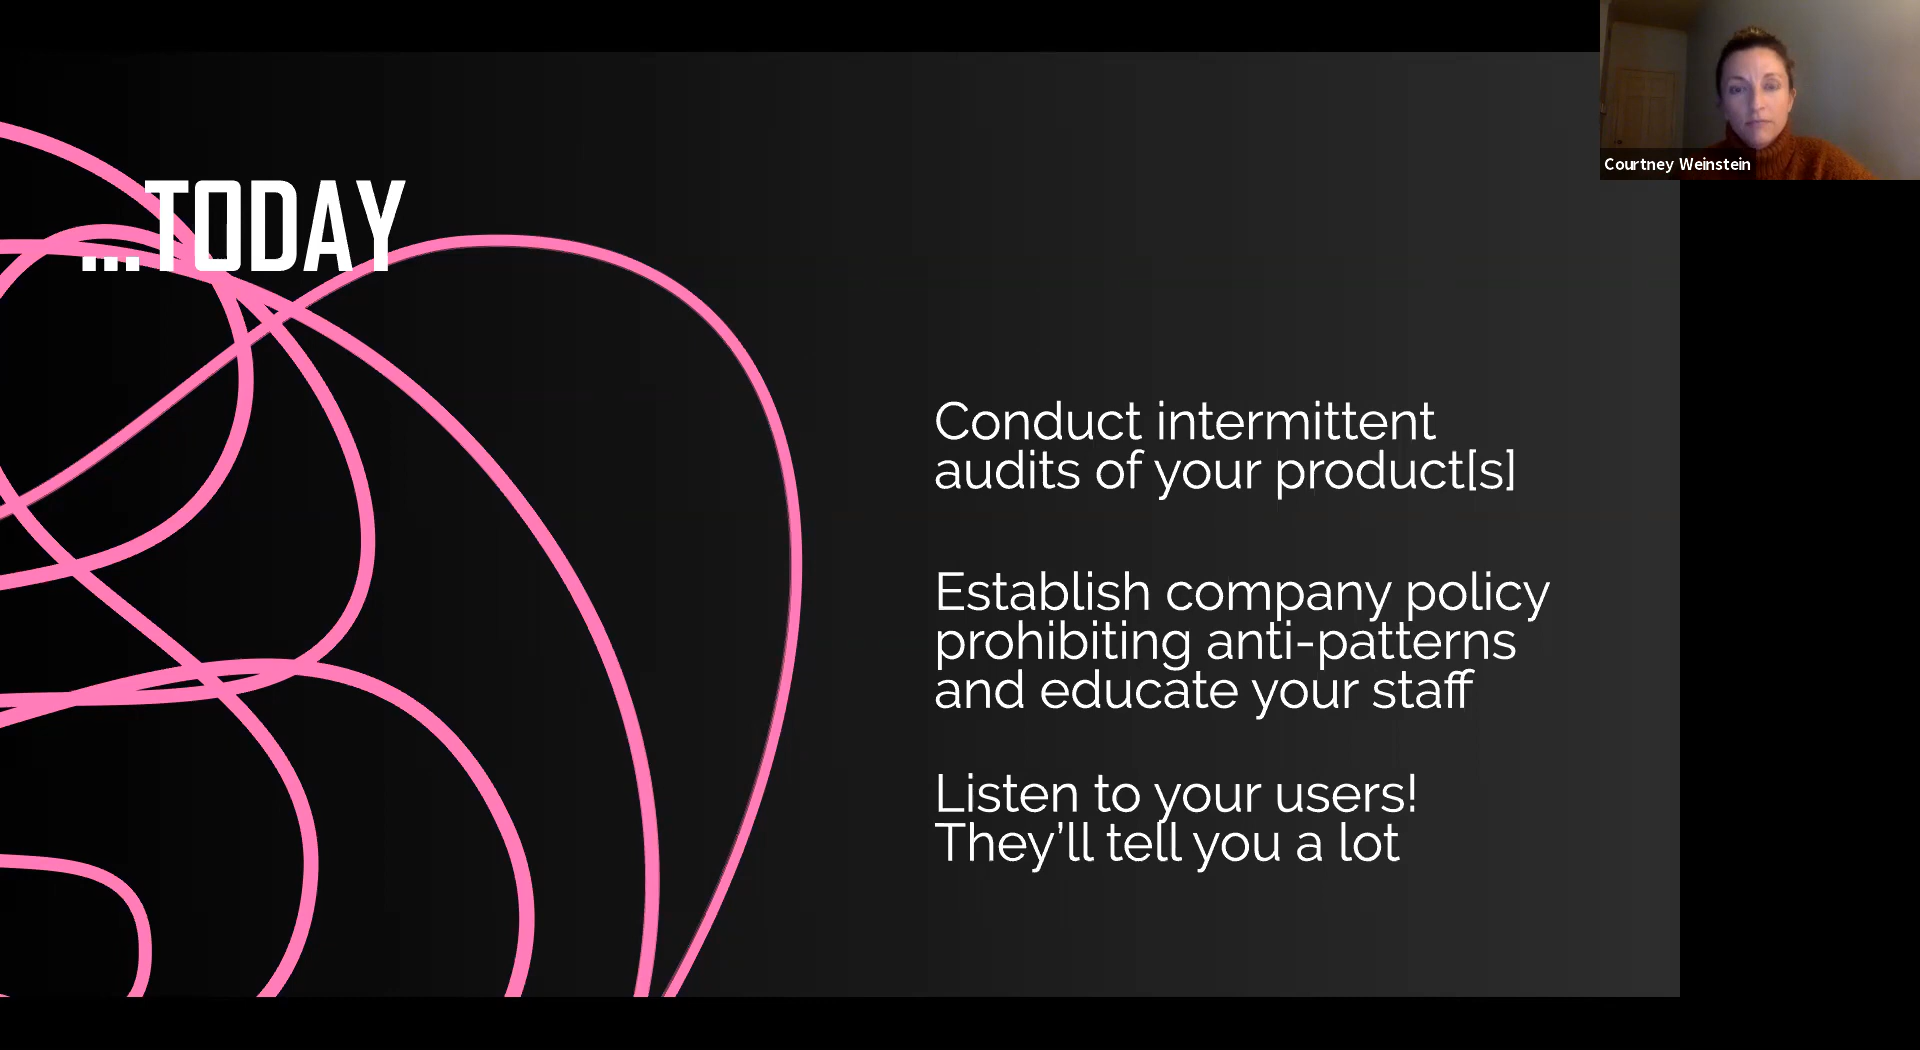 ...TODAY
Conduct intermittent
audits of your product[s]
Establish company policy
prohibiting anti-patterns
and educate your staff
Listen to your users!
They'll tell you a lot
Courtney Weinstein